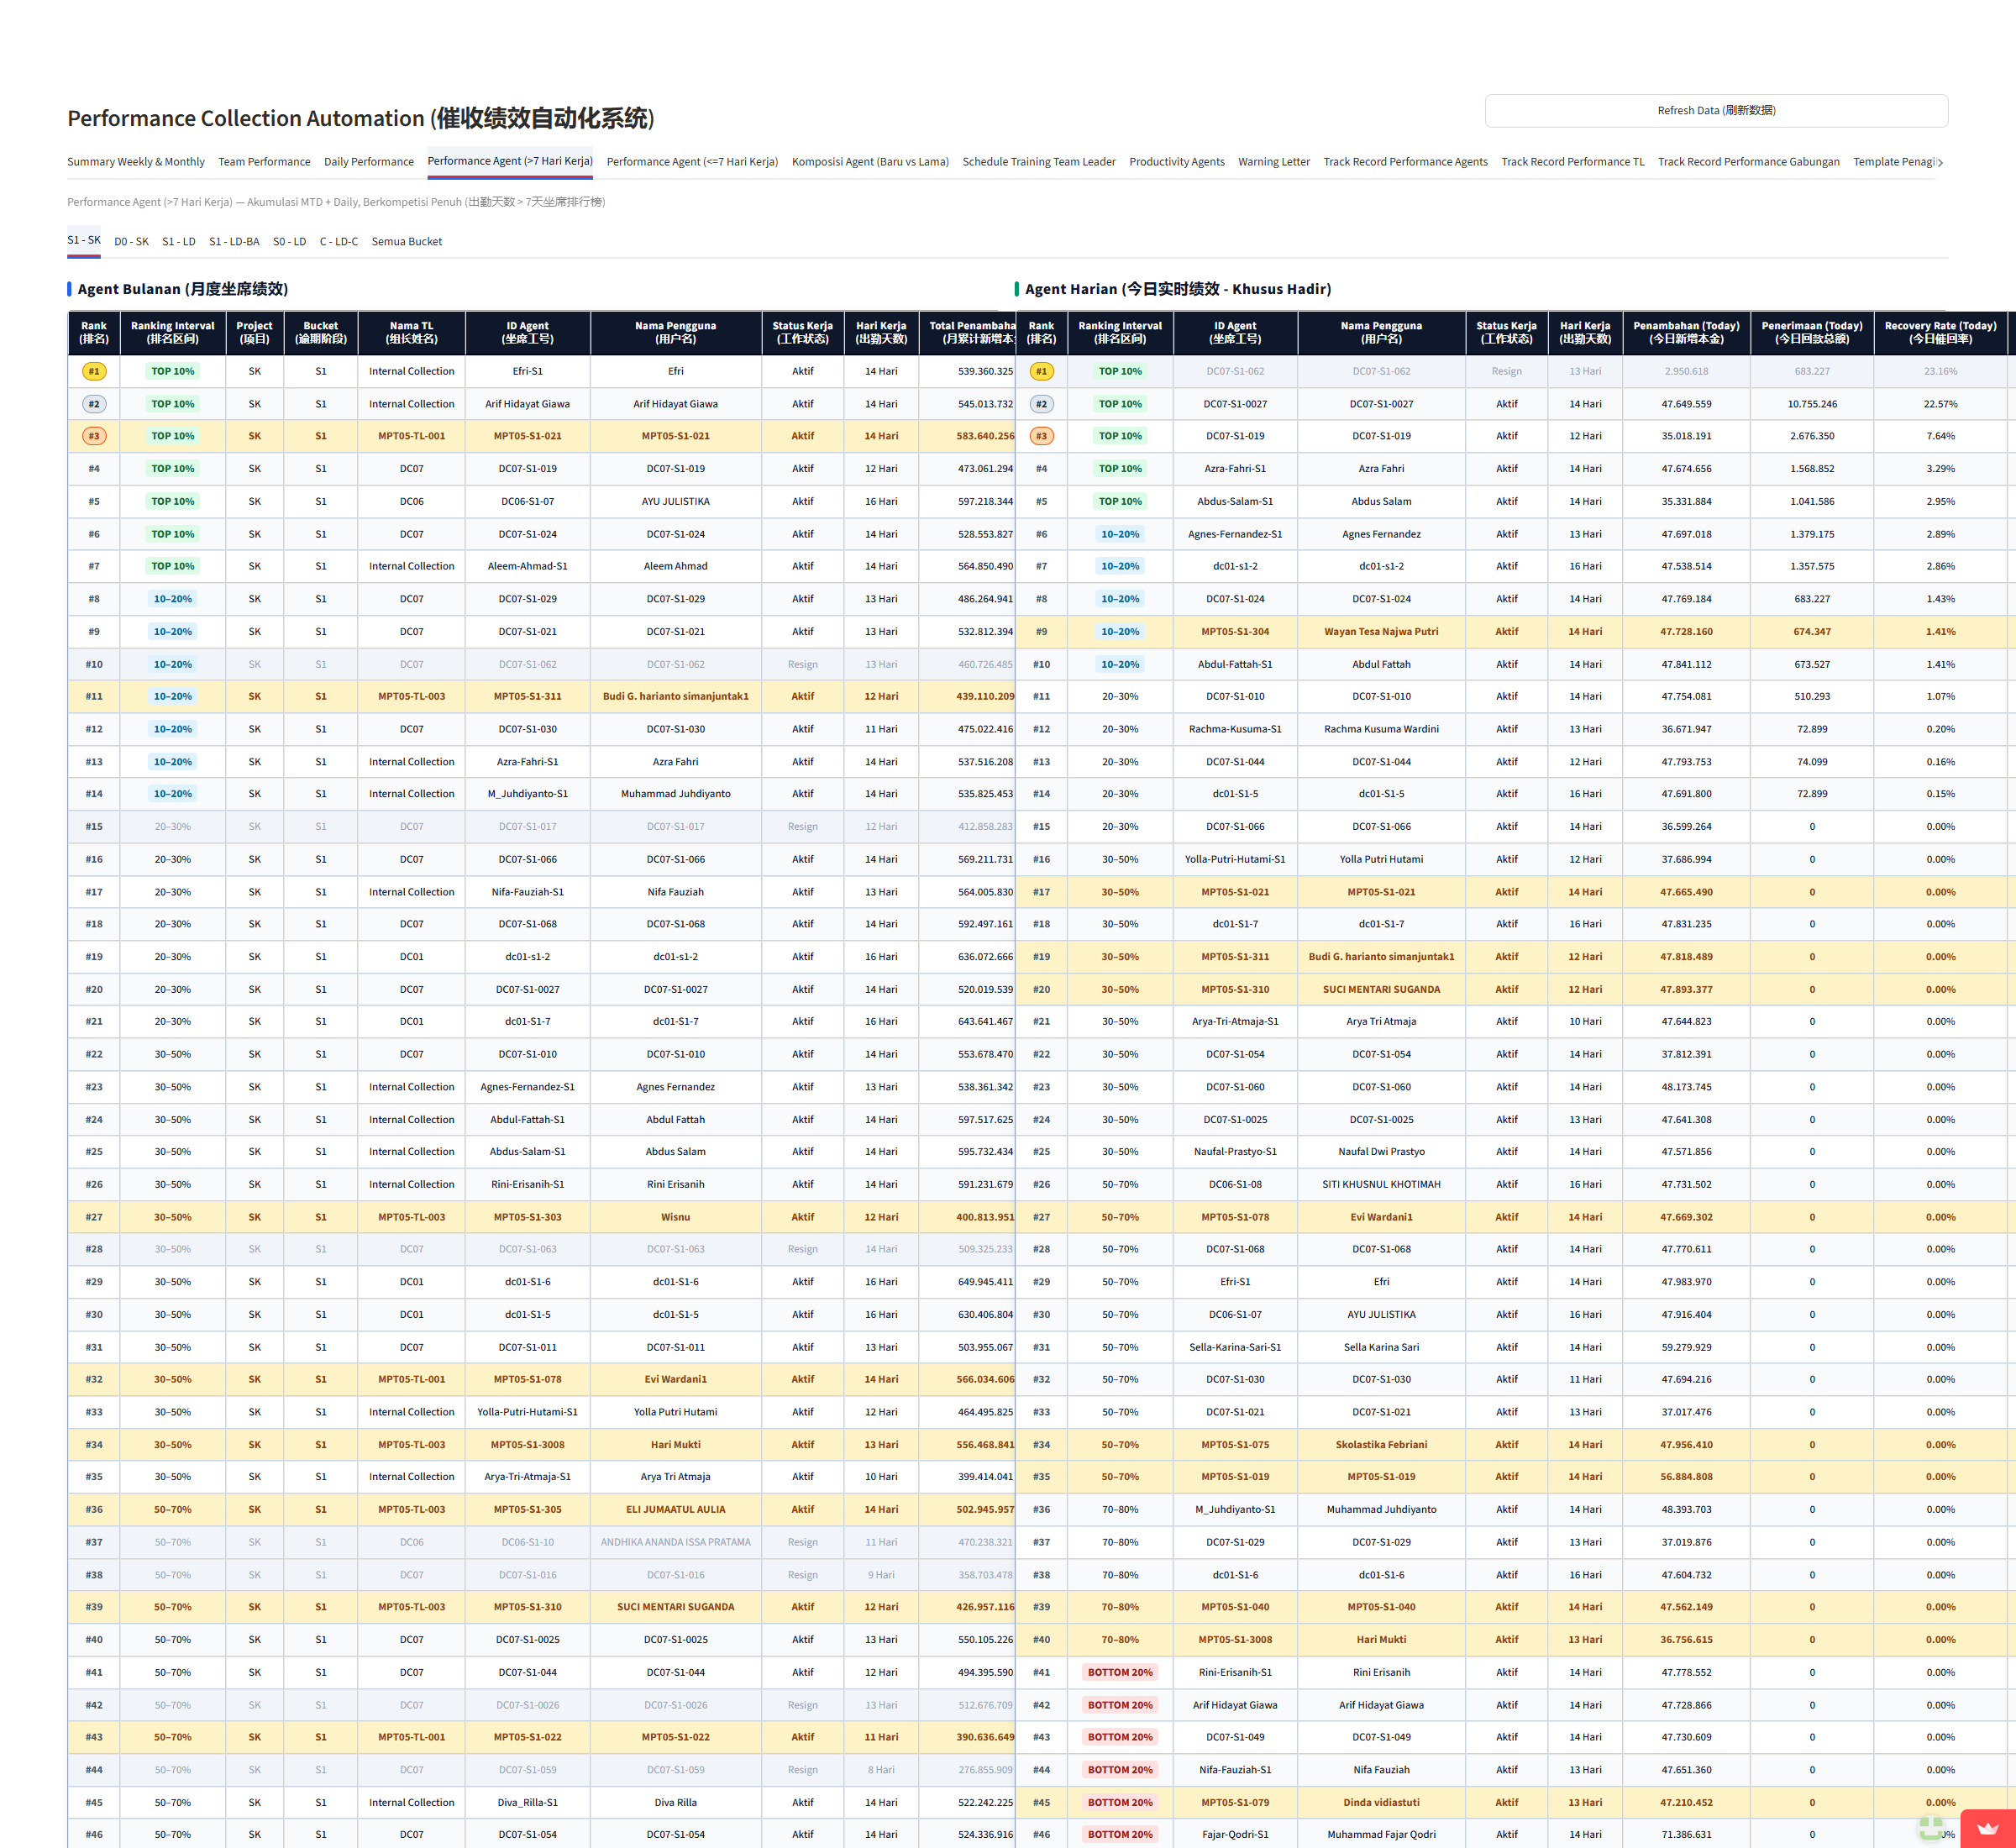 Performance Collection Automation (催收绩效自动化系统)
Refresh Data (刷新数据)
Summary Weekly & Monthly Team Performance Daily Performance Performance Agent (>7 Hari Kerja) Performance Agent (<=7 Hari Kerja) Komposisi Agent (Baru vs Lama) Schedule Training Team Leader Productivity Agents Warning Letter Track Record Performance Agents Track Record Performance TL Track Record Performance Gabungan Template Penagi
Performance Agent (>7 Hari Kerja) — Akumulasi MTD + Daily, Berkompetisi Penuh (出勤天数 > 7天坐席排行榜)
S1 - SK D0 - SK S1 - LD S1 - LD-BA S0 - LD C - LD-C Semua Bucket
Agent Bulanan (月度坐席绩效)
Rank Ranking Interval Project Bucket Nama TL ID Agent Nama Pengguna Status Kerja Hari Kerja Total Penambaha
(排名) (排名区间) (项目) (逾期阶段) (组长姓名) (坐席工号) (用户名) (工作状态) (出勤天数) (月累计新增本
#1 TOP 10% SK S1 Internal Collection Efri-S1 Efri Aktif 14 Hari 539.360.325
#2 TOP 10% SK S1 Internal Collection Arif Hidayat Giawa Arif Hidayat Giawa Aktif 14 Hari 545.013.732
#3 TOP 10% SK S1 MPT05-TL-001 MPT05-S1-021 MPT05-S1-021 Aktif 14 Hari 583.640.256
#4 TOP 10% SK S1 DC07 DC07-S1-019 DC07-S1-019 Aktif 12 Hari 473.061.294
#5 TOP 10% SK S1 DC06 DC06-S1-07 AYU JULISTIKA Aktif 16 Hari 597.218.344
#6 TOP 10% SK S1 DC07 DC07-S1-024 DC07-S1-024 Aktif 14 Hari 528.553.827
#7 TOP 10% SK S1 Internal Collection Aleem-Ahmad-S1 Aleem Ahmad Aktif 14 Hari 564.850.490
#8 10–20% SK S1 DC07 DC07-S1-029 DC07-S1-029 Aktif 13 Hari 486.264.941
#9 10–20% SK S1 DC07 DC07-S1-021 DC07-S1-021 Aktif 13 Hari 532.812.394
#10 10–20% SK S1 DC07 DC07-S1-062 DC07-S1-062 Resign 13 Hari 460.726.485
#11 10–20% SK S1 MPT05-TL-003 MPT05-S1-311 Budi G. harianto simanjuntak1 Aktif 12 Hari 439.110.209
#12 10–20% SK S1 DC07 DC07-S1-030 DC07-S1-030 Aktif 11 Hari 475.022.416
#13 10–20% SK S1 Internal Collection Azra-Fahri-S1 Azra Fahri Aktif 14 Hari 537.516.208
#14 10–20% SK S1 Internal Collection M_Juhdiyanto-S1 Muhammad Juhdiyanto Aktif 14 Hari 535.825.453
#15 20–30% SK S1 DC07 DC07-S1-017 DC07-S1-017 Resign 12 Hari 412.858.283
#16 20–30% SK S1 DC07 DC07-S1-066 DC07-S1-066 Aktif 14 Hari 569.211.731
#17 20–30% SK S1 Internal Collection Nifa-Fauziah-S1 Nifa Fauziah Aktif 13 Hari 564.005.830
#18 20–30% SK S1 DC07 DC07-S1-068 DC07-S1-068 Aktif 14 Hari 592.497.161
#19 20–30% SK S1 DC01 dc01-s1-2 dc01-s1-2 Aktif 16 Hari 636.072.666
#20 20–30% SK S1 DC07 DC07-S1-0027 DC07-S1-0027 Aktif 14 Hari 520.019.539
#21 20–30% SK S1 DC01 dc01-s1-7 dc01-s1-7 Aktif 16 Hari 643.641.467
#22 30–50% SK S1 DC07 DC07-S1-010 DC07-S1-010 Aktif 14 Hari 553.678.470
#23 30–50% SK S1 Internal Collection Agnes-Fernandez-S1 Agnes Fernandez Aktif 13 Hari 538.361.342
#24 30–50% SK S1 Internal Collection Abdul-Fattah-S1 Abdul Fattah Aktif 14 Hari 597.517.625
#25 30–50% SK S1 Internal Collection Abdus-Salam-S1 Abdus Salam Aktif 14 Hari 595.732.434
#26 30–50% SK S1 Internal Collection Rini-Erisanih-S1 Rini Erisanih Aktif 14 Hari 591.231.679
#27 30–50% SK S1 MPT05-TL-003 MPT05-S1-303 Wisnu Aktif 12 Hari 400.813.951
#28 30–50% SK S1 DC07 DC07-S1-063 DC07-S1-063 Resign 14 Hari 509.325.233
#29 30–50% SK S1 DC01 dc01-S1-6 dc01-S1-6 Aktif 16 Hari 649.945.411
#30 30–50% SK S1 DC01 dc01-S1-5 dc01-S1-5 Aktif 16 Hari 630.406.804
#31 30–50% SK S1 DC07 DC07-S1-011 DC07-S1-011 Aktif 13 Hari 503.955.067
#32 30–50% SK S1 MPT05-TL-001 MPT05-S1-078 Evi Wardani1 Aktif 14 Hari 566.034.606
#33 30–50% SK S1 Internal Collection Yolla-Putri-Hutami-S1 Yolla Putri Hutami Aktif 12 Hari 464.495.825
#34 30–50% SK S1 MPT05-TL-003 MPT05-S1-3008 Hari Mukti Aktif 13 Hari 556.468.841
#35 30–50% SK S1 Internal Collection Arya-Tri-Atmaja-S1 Arya Tri Atmaja Aktif 10 Hari 399.414.041
#36 50–70% SK S1 MPT05-TL-003 MPT05-S1-305 ELI JUMAATUL AULIA Aktif 14 Hari 502.945.957
#37 50–70% SK S1 DC06 DC06-S1-10 ANDHIKA ANANDA ISSA PRATAMA Resign 11 Hari 470.238.321
#38 50–70% SK S1 DC07 DC07-S1-016 DC07-S1-016 Resign 9 Hari 358.703.478
#39 50–70% SK S1 MPT05-TL-003 MPT05-S1-310 SUCI MENTARI SUGANDA Aktif 12 Hari 426.957.116
#40 50–70% SK S1 DC07 DC07-S1-0025 DC07-S1-0025 Aktif 13 Hari 550.105.226
#41 50–70% SK S1 DC07 DC07-S1-044 DC07-S1-044 Aktif 12 Hari 494.395.590
#42 50–70% SK S1 DC07 DC07-S1-0026 DC07-S1-0026 Resign 13 Hari 512.676.709
#43 50–70% SK S1 MPT05-TL-001 MPT05-S1-022 MPT05-S1-022 Aktif 11 Hari 390.636.649
#44 50–70% SK S1 DC07 DC07-S1-059 DC07-S1-059 Resign 8 Hari 276.855.909
#45 50–70% SK S1 Internal Collection Diva_Rilla-S1 Diva Rilla Aktif 14 Hari 522.242.225
#46 50–70% SK S1 DC07 DC07-S1-054 DC07-S1-054 Aktif 14 Hari 524.336.916
Agent Harian (今日实时绩效 - Khusus Hadir)
Rank Ranking Interval ID Agent Nama Pengguna Status Kerja Hari Kerja Penambahan (Today) Penerimaan (Today) Recovery Rate (Today)
(排名) (排名区间) (坐席工号) (用户名) (工作状态) (出勤天数) (今日新增本金) (今日回款总额) (今日催回率)
#1 TOP 10% DC07-S1-062 DC07-S1-062 Resign 13 Hari 2.950.618 683.227 23.16%
#2 TOP 10% DC07-S1-0027 DC07-S1-0027 Aktif 14 Hari 47.649.559 10.755.246 22.57%
#3 TOP 10% DC07-S1-019 DC07-S1-019 Aktif 12 Hari 35.018.191 2.676.350 7.64%
#4 TOP 10% Azra-Fahri-S1 Azra Fahri Aktif 14 Hari 47.674.656 1.568.852 3.29%
#5 TOP 10% Abdus-Salam-S1 Abdus Salam Aktif 14 Hari 35.331.884 1.041.586 2.95%
#6 10–20% Agnes-Fernandez-S1 Agnes Fernandez Aktif 13 Hari 47.697.018 1.379.175 2.89%
#7 10–20% dc01-s1-2 dc01-s1-2 Aktif 16 Hari 47.538.514 1.357.575 2.86%
#8 10–20% DC07-S1-024 DC07-S1-024 Aktif 14 Hari 47.769.184 683.227 1.43%
#9 10–20% MPT05-S1-304 Wayan Tesa Najwa Putri Aktif 14 Hari 47.728.160 674.347 1.41%
#10 10–20% Abdul-Fattah-S1 Abdul Fattah Aktif 14 Hari 47.841.112 673.527 1.41%
#11 20–30% DC07-S1-010 DC07-S1-010 Aktif 14 Hari 47.754.081 510.293 1.07%
#12 20–30% Rachma-Kusuma-S1 Rachma Kusuma Wardini Aktif 13 Hari 36.671.947 72.899 0.20%
#13 20–30% DC07-S1-044 DC07-S1-044 Aktif 12 Hari 47.793.753 74.099 0.16%
#14 20–30% dc01-S1-5 dc01-S1-5 Aktif 16 Hari 47.691.800 72.899 0.15%
#15 20–30% DC07-S1-066 DC07-S1-066 Aktif 14 Hari 36.599.264 0 0.00%
#16 30–50% Yolla-Putri-Hutami-S1 Yolla Putri Hutami Aktif 12 Hari 37.686.994 0 0.00%
#17 30–50% MPT05-S1-021 MPT05-S1-021 Aktif 14 Hari 47.665.490 0 0.00%
#18 30–50% dc01-s1-7 dc01-s1-7 Aktif 16 Hari 47.831.235 0 0.00%
#19 30–50% MPT05-S1-311 Budi G. harianto simanjuntak1 Aktif 12 Hari 47.818.489 0 0.00%
#20 30–50% MPT05-S1-310 SUCI MENTARI SUGANDA Aktif 12 Hari 47.893.377 0 0.00%
#21 30–50% Arya-Tri-Atmaja-S1 Arya Tri Atmaja Aktif 10 Hari 47.644.823 0 0.00%
#22 30–50% DC07-S1-054 DC07-S1-054 Aktif 14 Hari 37.812.391 0 0.00%
#23 30–50% DC07-S1-060 DC07-S1-060 Aktif 14 Hari 48.173.745 0 0.00%
#24 30–50% DC07-S1-0025 DC07-S1-0025 Aktif 13 Hari 47.641.308 0 0.00%
#25 30–50% Naufal-Prastyo-S1 Naufal Dwi Prastyo Aktif 14 Hari 47.571.856 0 0.00%
#26 50–70% DC06-S1-08 SITI KHUSNUL KHOTIMAH Aktif 16 Hari 47.731.502 0 0.00%
#27 50–70% MPT05-S1-078 Evi Wardani1 Aktif 14 Hari 47.669.302 0 0.00%
#28 50–70% DC07-S1-068 DC07-S1-068 Aktif 14 Hari 47.770.611 0 0.00%
#29 50–70% Efri-S1 Efri Aktif 14 Hari 47.983.970 0 0.00%
#30 50–70% DC06-S1-07 AYU JULISTIKA Aktif 16 Hari 47.916.404 0 0.00%
#31 50–70% Sella-Karina-Sari-S1 Sella Karina Sari Aktif 14 Hari 59.279.929 0 0.00%
#32 50–70% DC07-S1-030 DC07-S1-030 Aktif 11 Hari 47.694.216 0 0.00%
#33 50–70% DC07-S1-021 DC07-S1-021 Aktif 13 Hari 37.017.476 0 0.00%
#34 50–70% MPT05-S1-075 Skolastika Febriani Aktif 14 Hari 47.956.410 0 0.00%
#35 50–70% MPT05-S1-019 MPT05-S1-019 Aktif 14 Hari 56.884.808 0 0.00%
#36 70–80% M_Juhdiyanto-S1 Muhammad Juhdiyanto Aktif 14 Hari 48.393.703 0 0.00%
#37 70–80% DC07-S1-029 DC07-S1-029 Aktif 13 Hari 37.019.876 0 0.00%
#38 70–80% dc01-S1-6 dc01-S1-6 Aktif 16 Hari 47.604.732 0 0.00%
#39 70–80% MPT05-S1-040 MPT05-S1-040 Aktif 14 Hari 47.562.149 0 0.00%
#40 70–80% MPT05-S1-3008 Hari Mukti Aktif 13 Hari 36.756.615 0 0.00%
#41 BOTTOM 20% Rini-Erisanih-S1 Rini Erisanih Aktif 14 Hari 47.778.552 0 0.00%
#42 BOTTOM 20% Arif Hidayat Giawa Arif Hidayat Giawa Aktif 14 Hari 47.728.866 0 0.00%
#43 BOTTOM 20% DC07-S1-049 DC07-S1-049 Aktif 14 Hari 47.730.609 0 0.00%
#44 BOTTOM 20% Nifa-Fauziah-S1 Nifa Fauziah Aktif 13 Hari 47.651.360 0 0.00%
#45 BOTTOM 20% MPT05-S1-079 Dinda vidiastuti Aktif 13 Hari 47.210.452 0 0.00%
#46 BOTTOM 20% Fajar-Qodri-S1 Muhammad Fajar Qodri Aktif 14 Hari 71.386.631 0